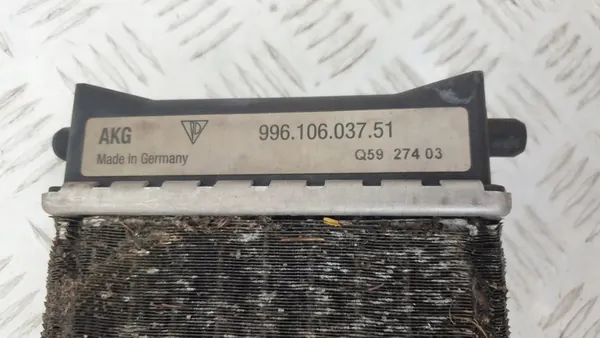 AKG 996.106.037.51
Made in Germany Q59 274 03